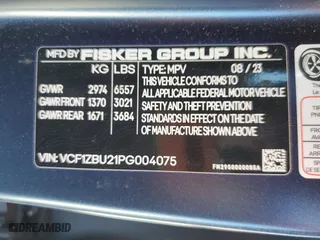 MFD BY FISKER GROUP INC.
KG LBS TYPE: MPV 08 / 23
GVWR 2974 6557
GAWR FRONT 1370 3021
GAWR REAR 1671 3684
THIS VEHICLE CONFORMS TO
ALL APPLICABLE FEDERAL MOTOR VEHICLE
SAFETY AND THEFT PREVENTION
STANDARDS IN EFFECT ON THE DATE
OF MANUFACTURE SHOWN ABOVE
VIN: VCF1ZBU21PG004075
DREAMBID